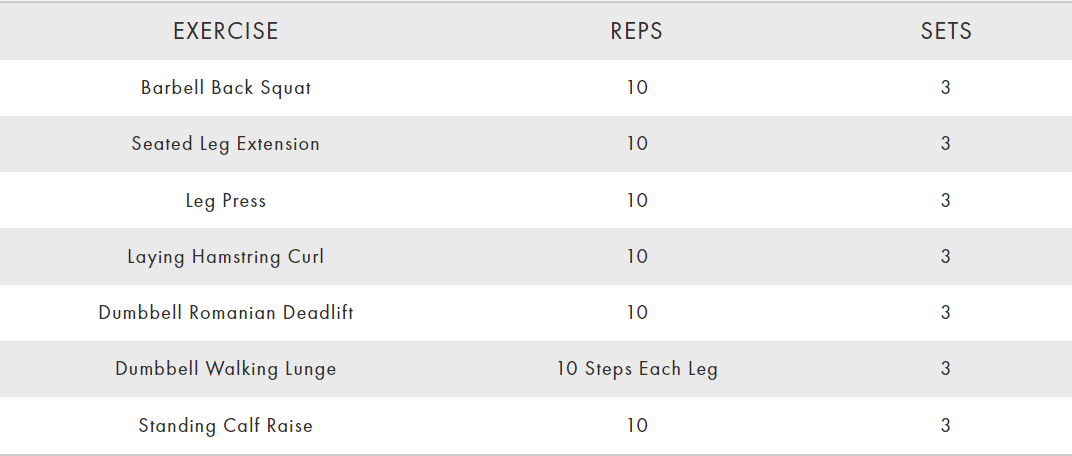 EXERCISE REPS SETS
Barbell Back Squat 10 3
Seated Leg Extension 10 3
Leg Press 10 3
Laying Hamstring Curl 10 3
Dumbbell Romanian Deadlift 10 3
Dumbbell Walking Lunge 10 Steps Each Leg 3
Standing Calf Raise 10 3